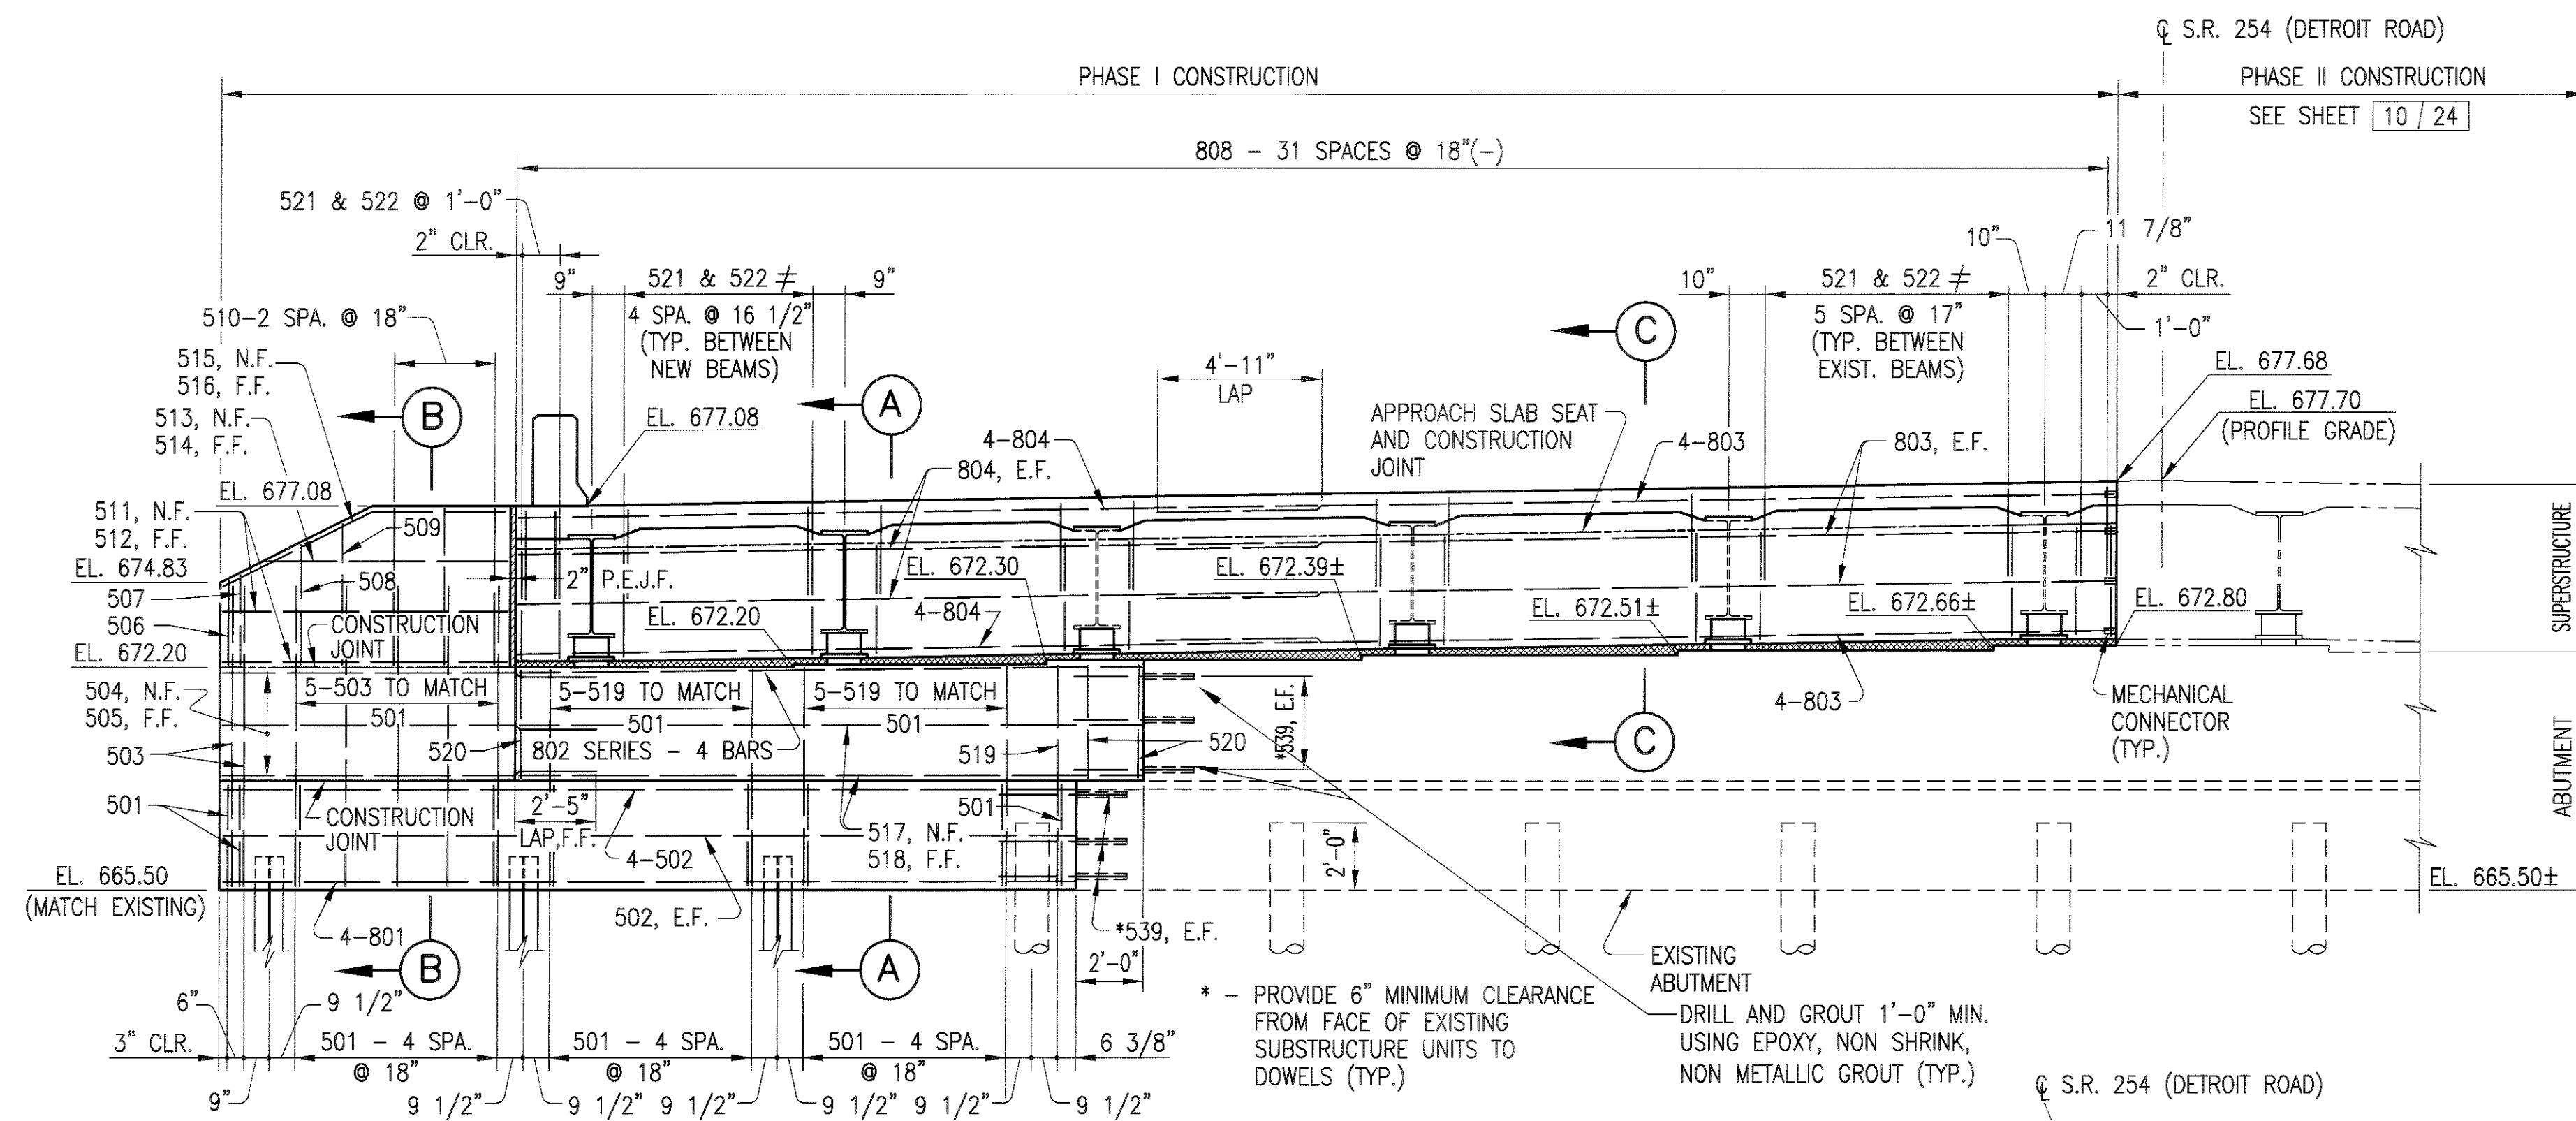 ℄ S.R. 254 (DETROIT ROAD)
PHASE I CONSTRUCTION
PHASE II CONSTRUCTION
SEE SHEET 10 / 24
808 - 31 SPACES @ 18"(-)
521 & 522 @ 1'-0"
2" CLR.
9"
521 & 522 ≠
9"
4 SPA. @ 16 1/2"
(TYP. BETWEEN
NEW BEAMS)
10"
521 & 522 ≠
5 SPA. @ 17"
(TYP. BETWEEN
EXIST. BEAMS)
10"
11 7/8"
2" CLR.
1'-0"
510-2 SPA. @ 18"
515, N.F.
516, F.F.
513, N.F.
514, F.F.
B
A
C
EL. 677.08
4'-11"
LAP
EL. 677.68
EL. 677.70
(PROFILE GRADE)
APPROACH SLAB SEAT
AND CONSTRUCTION
JOINT
4-804
804, E.F.
4-803
803, E.F.
EL. 677.08
511, N.F.
512, F.F.
509
EL. 674.83
508
507
506
2" P.E.J.F.
EL. 672.30
EL. 672.39±
EL. 672.20
4-804
EL. 672.51±
EL. 672.66±
EL. 672.80
CONSTRUCTION
JOINT
EL. 672.20
SUPERSTRUCTURE
504, N.F.
505, F.F.
5-503 TO MATCH
501
5-519 TO MATCH
501
5-519 TO MATCH
501
*539, E.F.
4-803
MECHANICAL
CONNECTOR
(TYP.)
503
520
802 SERIES - 4 BARS
519
520
C
ABUTMENT
501
CONSTRUCTION
JOINT
2'-5"
LAP,F.F.
4-502
501
517, N.F.
518, F.F.
2'-0"
EL. 665.50
(MATCH EXISTING)
EL. 665.50±
502, E.F.
4-801
*539, E.F.
B
A
2'-0"
EXISTING
ABUTMENT
* - PROVIDE 6" MINIMUM CLEARANCE
FROM FACE OF EXISTING
SUBSTRUCTURE UNITS TO
DOWELS (TYP.)
DRILL AND GROUT 1'-0" MIN.
USING EPOXY, NON SHRINK,
NON METALLIC GROUT (TYP.)
6"
9 1/2"
3" CLR.
501 - 4 SPA.
@ 18"
501 - 4 SPA.
@ 18"
501 - 4 SPA.
@ 18"
6 3/8"
9"
9 1/2"
9 1/2"
9 1/2"
9 1/2"
9 1/2"
9 1/2"
℄ S.R. 254 (DETROIT ROAD)